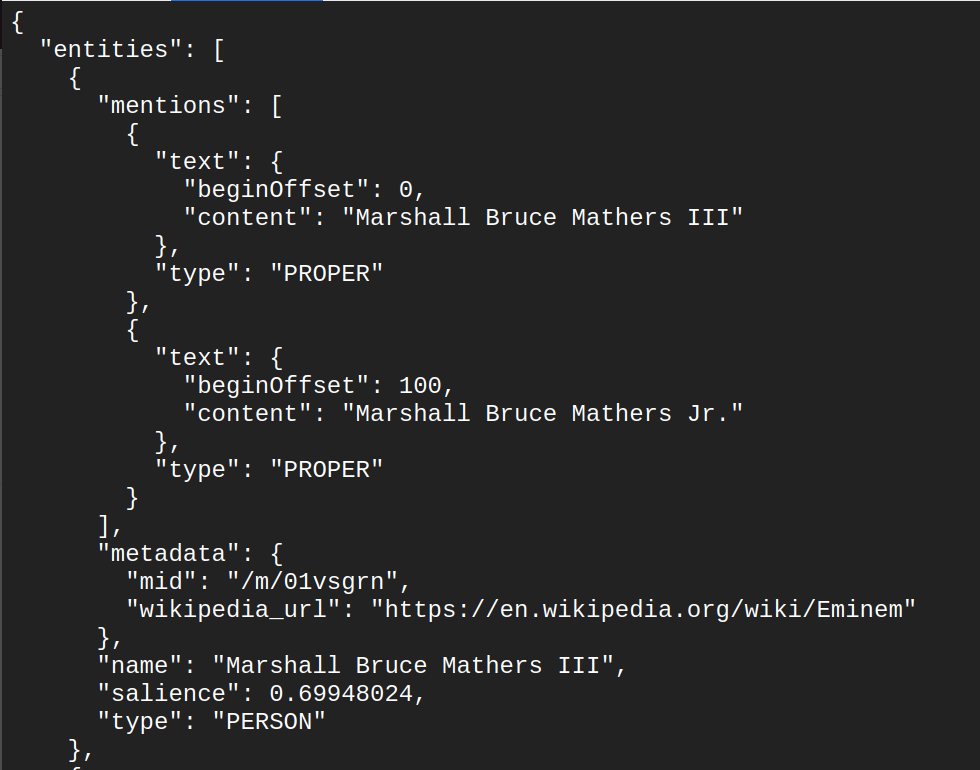 {
  "entities": [
    {
      "mentions": [
        {
          "text": {
            "beginOffset": 0,
            "content": "Marshall Bruce Mathers III"
          },
          "type": "PROPER"
        },
        {
          "text": {
            "beginOffset": 100,
            "content": "Marshall Bruce Mathers Jr."
          },
          "type": "PROPER"
        }
      ],
      "metadata": {
        "mid": "/m/01vsgrn",
        "wikipedia_url": "https://en.wikipedia.org/wiki/Eminem"
      },
      "name": "Marshall Bruce Mathers III",
      "salience": 0.69948024,
      "type": "PERSON"
    },